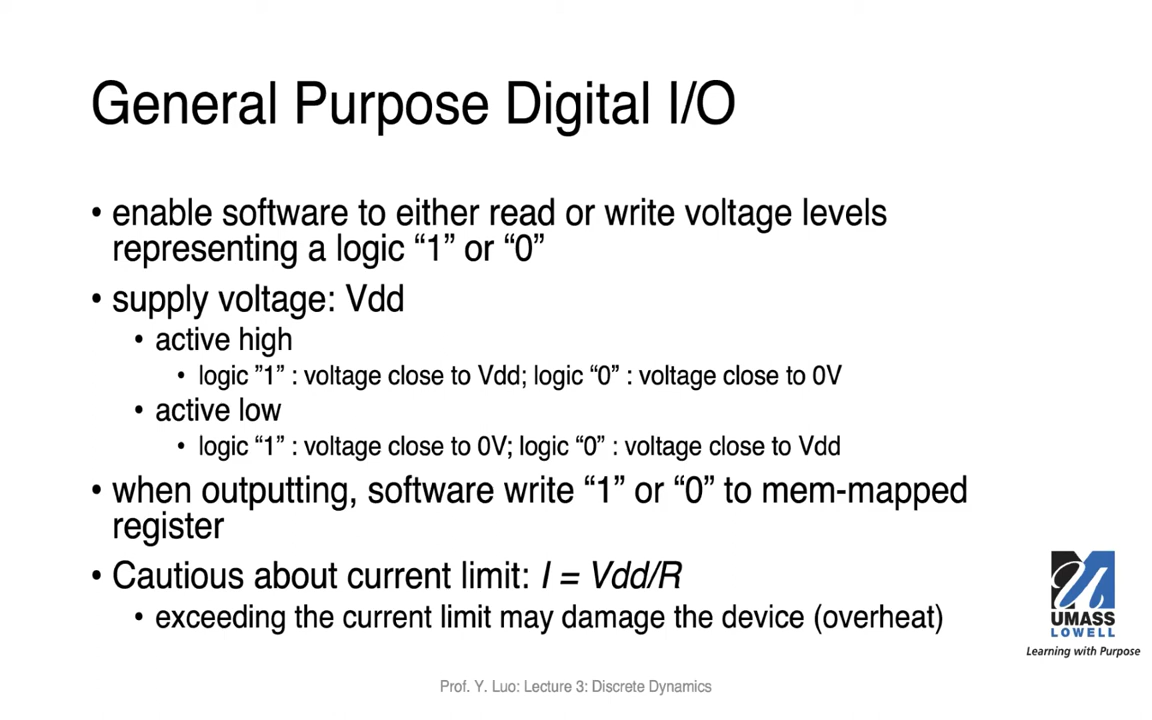 General Purpose Digital I/O
• enable software to either read or write voltage levels
representing a logic “1” or “0”
• supply voltage: Vdd
• active high
• logic ”1” : voltage close to Vdd; logic “0” : voltage close to 0V
• active low
• logic “1” : voltage close to 0V; logic “0” : voltage close to Vdd
• when outputting, software write “1” or “0” to mem-mapped
register
• Cautious about current limit: I = Vdd/R
• exceeding the current limit may damage the device (overheat)
UMASS
LOWELL
Learning with Purpose
Prof. Y. Luo: Lecture 3: Discrete Dynamics